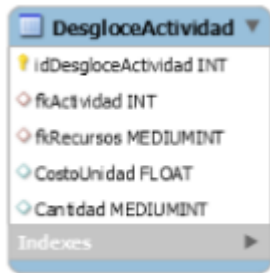 DesgloceActividad
idDesgloceActividad INT
fkActividad INT
fkRecursos MEDIUMINT
CostoUnidad FLOAT
Cantidad MEDIUMINT
Indexes